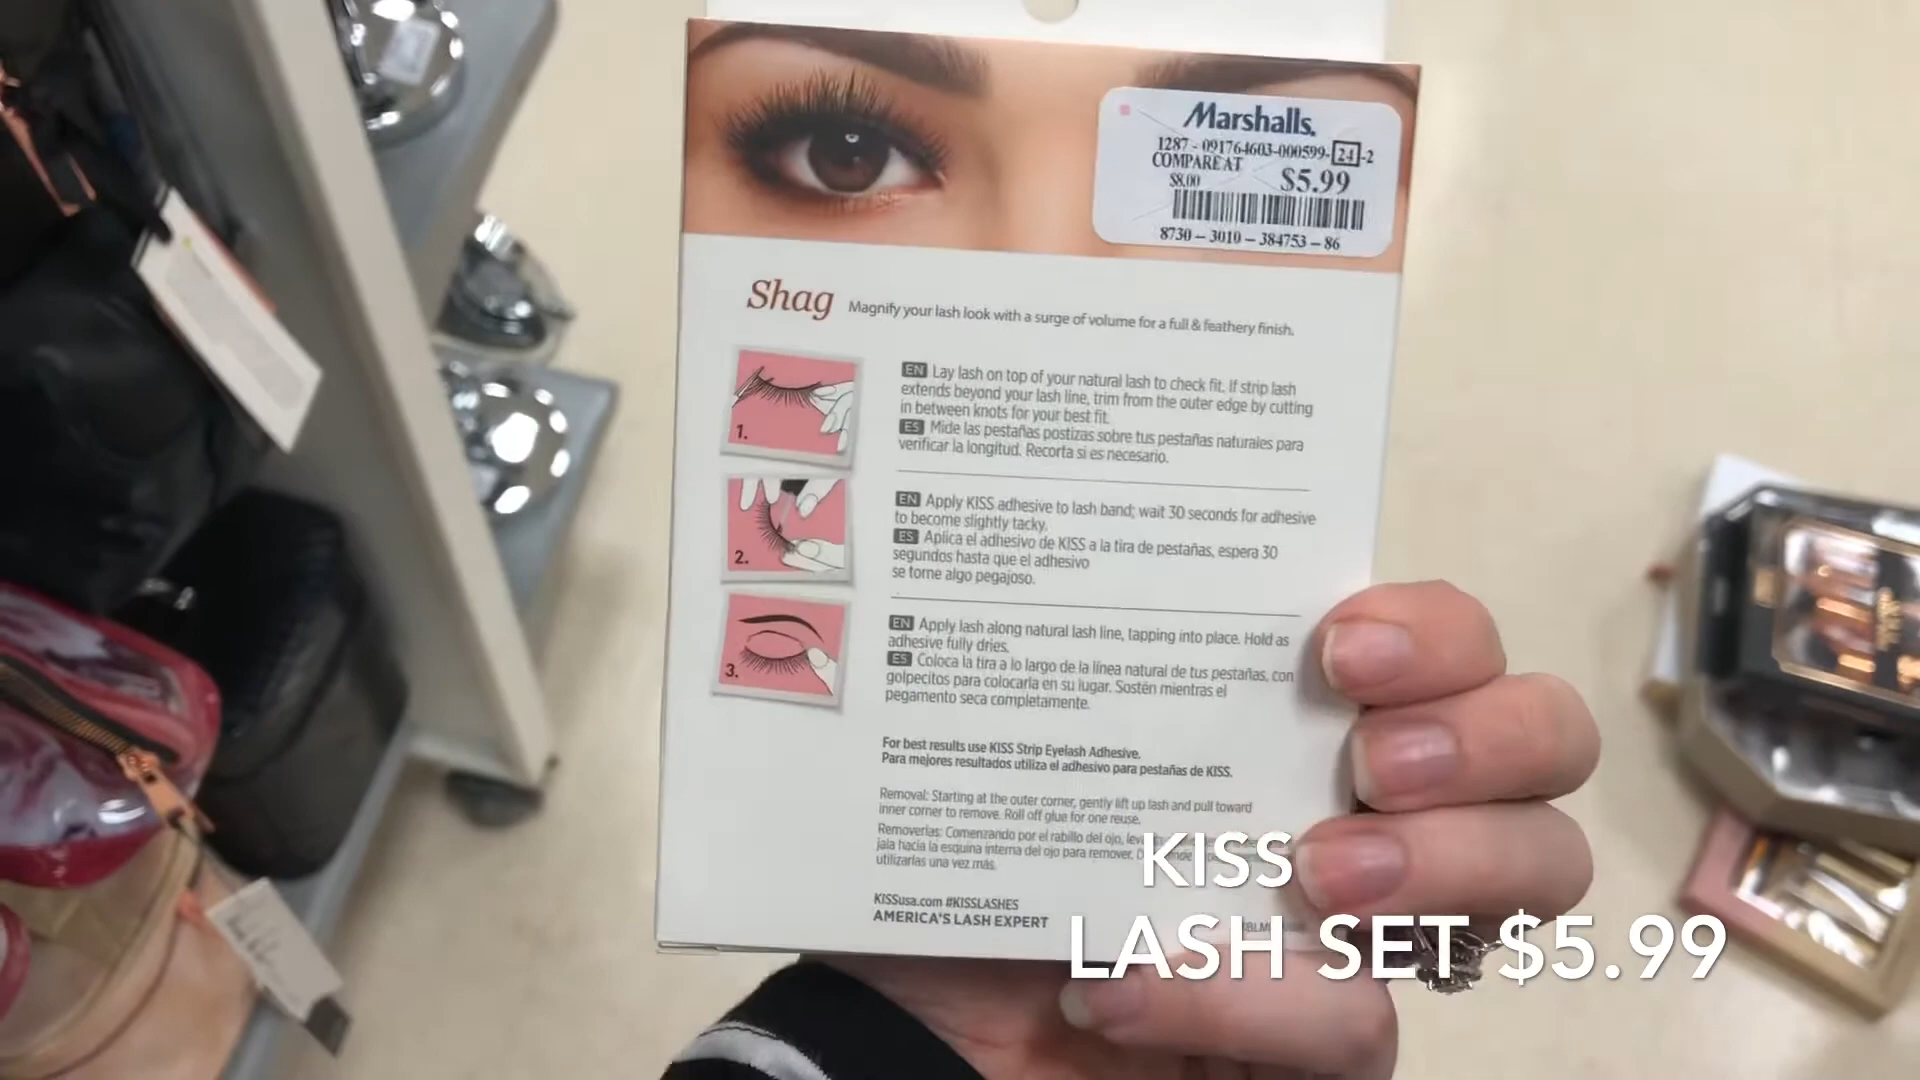 Marshalls.
1287 - 091764603-000599-24-2
COMPARE AT
$8.00 $5.99
8730 – 3010 – 384753 – 86
Shag Magnify your lash look with a surge of volume for a full & feathery finish.
1.
EN Lay lash on top of your natural lash to check fit. If strip lash
extends beyond your lash line, trim from the outer edge by cutting
in between knots for your best fit.
ES Mide las pestañas postizas sobre tus pestañas naturales para
verificar la longitud. Recorta si es necesario.
2.
EN Apply KISS adhesive to lash band; wait 30 seconds for adhesive
to become slightly tacky.
ES Aplica el adhesivo de KISS a la tira de pestañas, espera 30
segundos hasta que el adhesivo
se torne algo pegajoso.
3.
EN Apply lash along natural lash line, tapping into place. Hold as
adhesive fully dries.
ES Coloca la tira a lo largo de la línea natural de tus pestañas, con
golpecitos para colocarla en su lugar. Sostén mientras el
pegamento seca completamente.
For best results use KISS Strip Eyelash Adhesive.
Para mejores resultados utiliza el adhesivo para pestañas de KISS.
Removal: Starting at the outer corner, gently lift up lash and pull toward
inner corner to remove. Roll off glue for one reuse.
Removerlas: Comenzando por el rabillo del ojo,
jala hacia la esquina interna del ojo para remover.
utilizarlas una vez más.
KISSusa.com #KISSLASHES
AMERICA'S LASH EXPERT
KISS
LASH SET $5.99